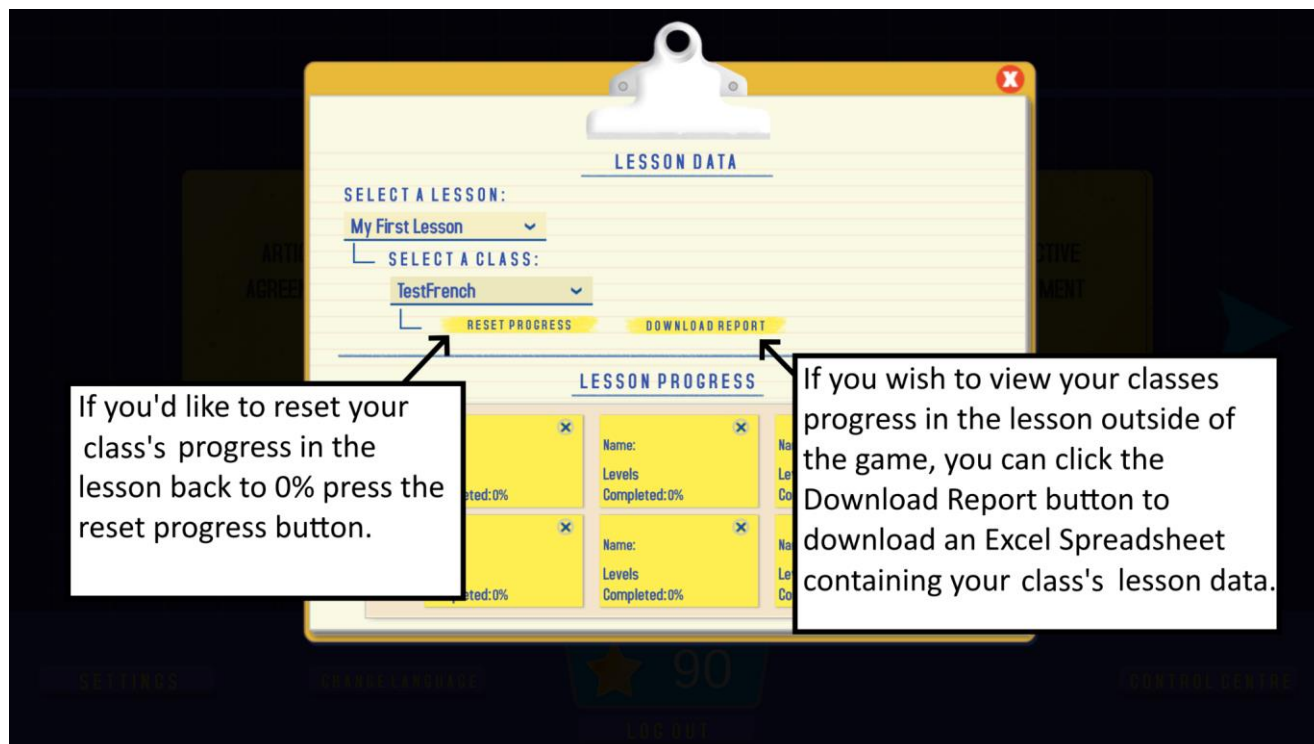 LESSON DATA
SELECT A LESSON:
My First Lesson
SELECT A CLASS:
TestFrench
RESET PROGRESS
DOWNLOAD REPORT
LESSON PROGRESS
If you'd like to reset your
class's progress in the
lesson back to 0% press the
reset progress button.
If you wish to view your classes
progress in the lesson outside of
the game, you can click the
Download Report button to
download an Excel Spreadsheet
containing your class's lesson data.
Name:
Levels
Completed:0%
Name:
Levels
Completed:0%
SETTINGS
CHANGE LANGUAGE
90
LOG OUT
CONTROL CENTRE